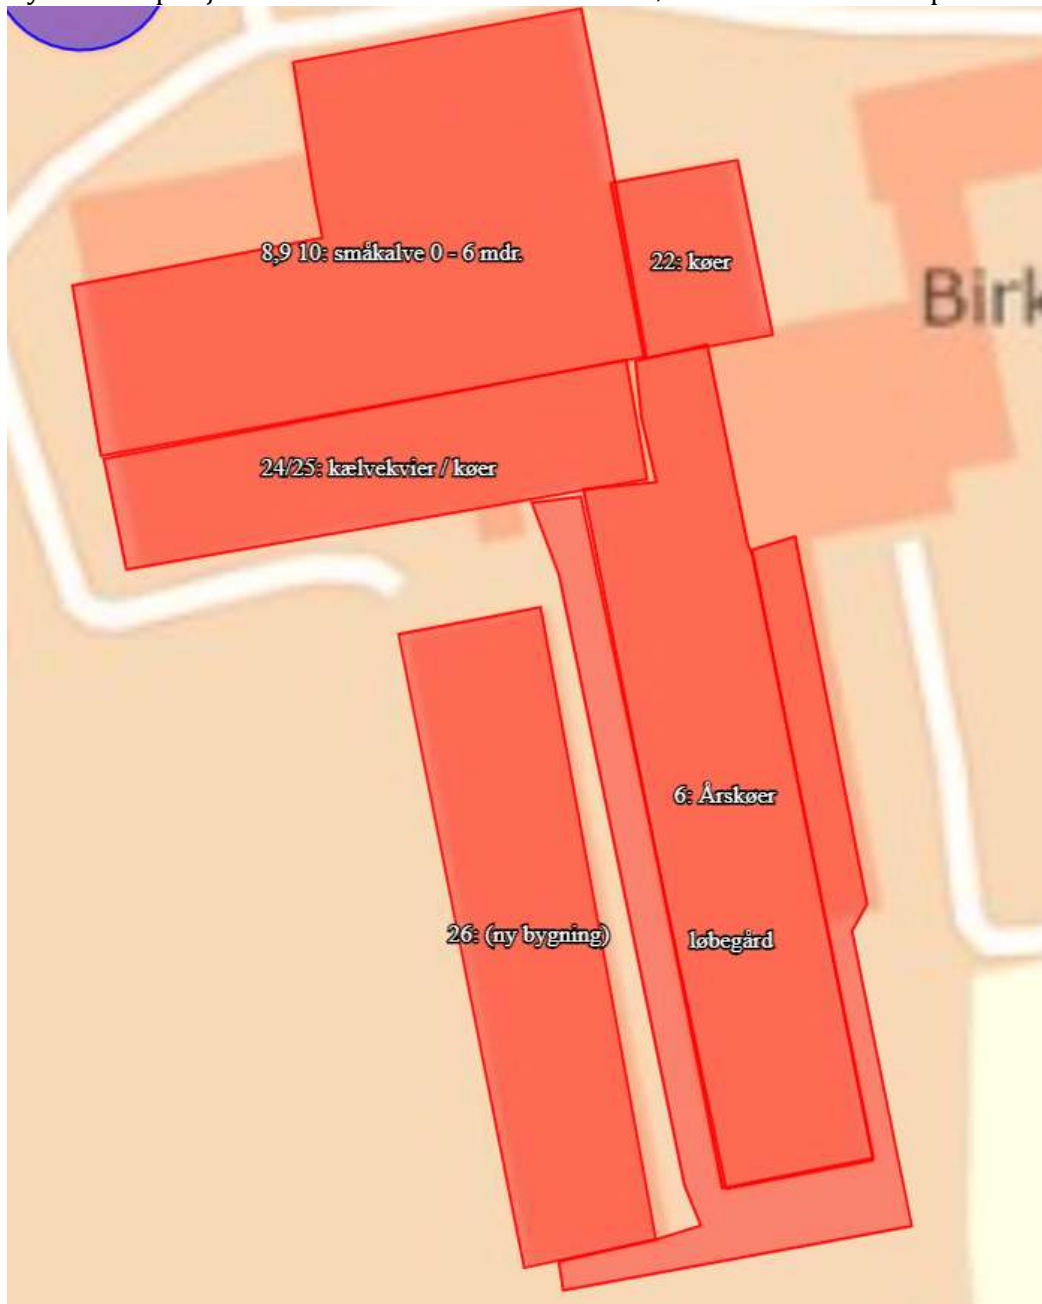 8,9 10: småkalve 0 - 6 mdr.
22: køer
Birk
24/25: kælvekvier / køer
6: Årskøer
26: (ny bygning)
løbegård